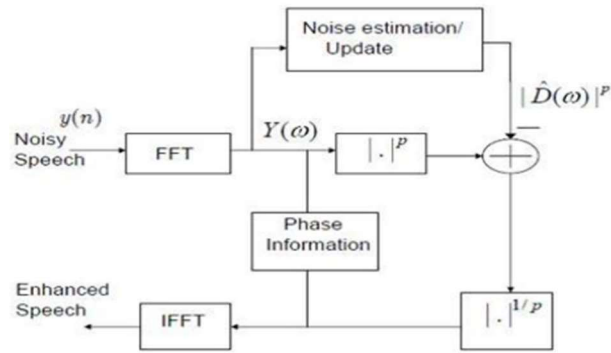 Noise estimation/
Update
| D̂(ω) |^p
y(n)
Noisy
Speech
FFT
Y(ω)
| . |^p
Phase
Information
Enhanced
Speech
IFFT
| . |^{1/p}